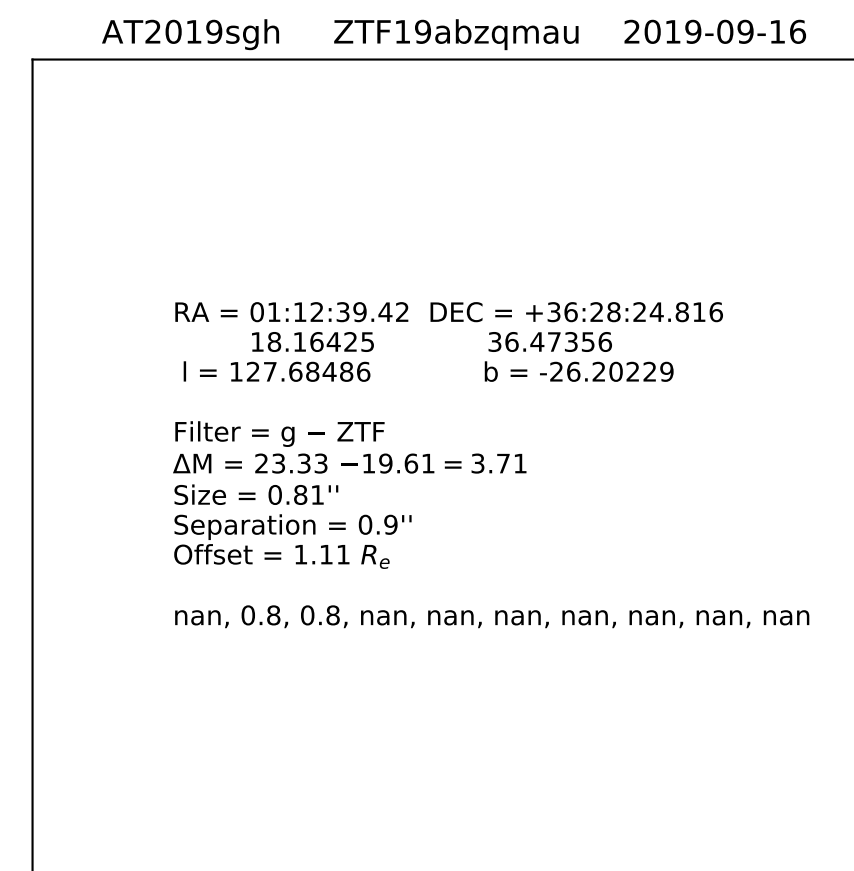 AT2019sgh ZTF19abzqmau 2019-09-16
RA = 01:12:39.42 DEC = +36:28:24.816
18.16425 36.47356
l = 127.68486 b = -26.20229
Filter = g − ZTF
ΔM = 23.33 −19.61 = 3.71
Size = 0.81''
Separation = 0.9''
Offset = 1.11 Re
nan, 0.8, 0.8, nan, nan, nan, nan, nan, nan, nan